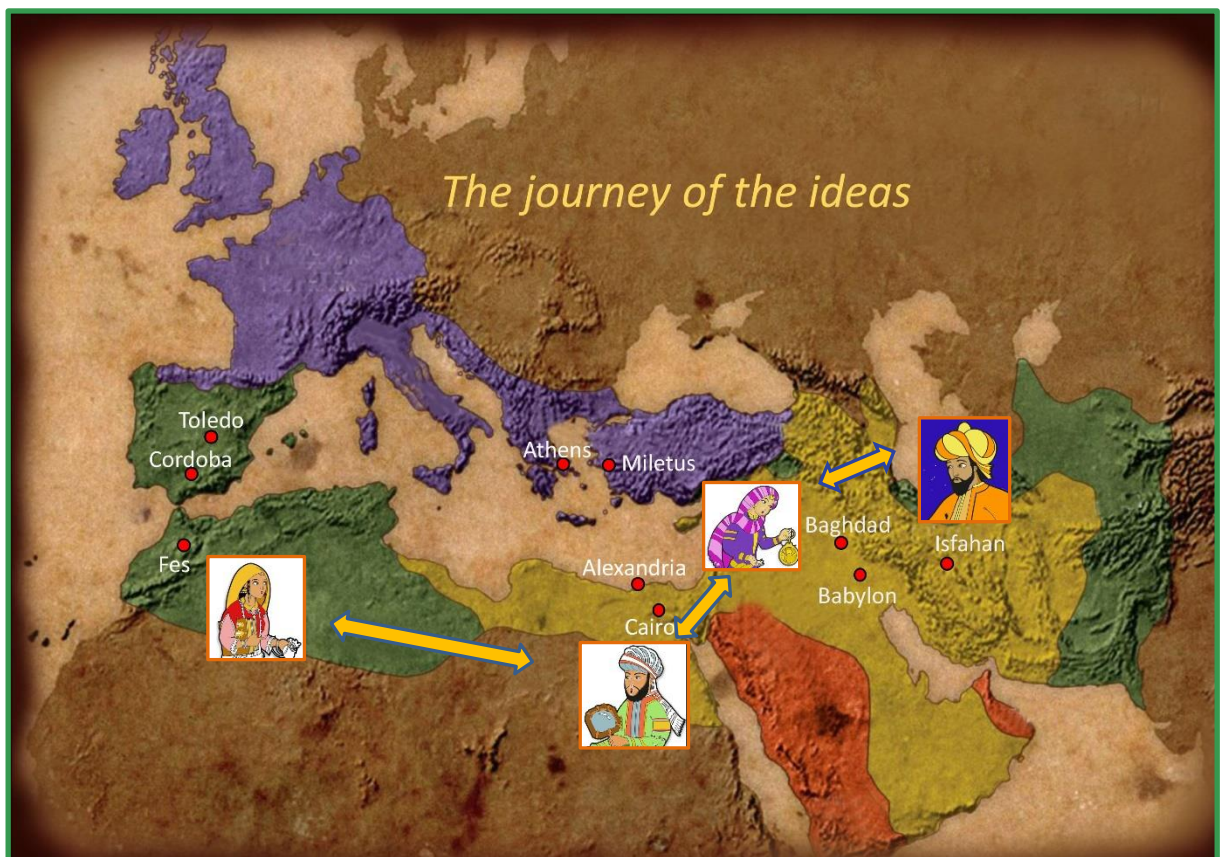 The journey of the ideas
Toledo
Cordoba
Athens
Miletus
Fes
Alexandria
Cairo
Baghdad
Babylon
Isfahan